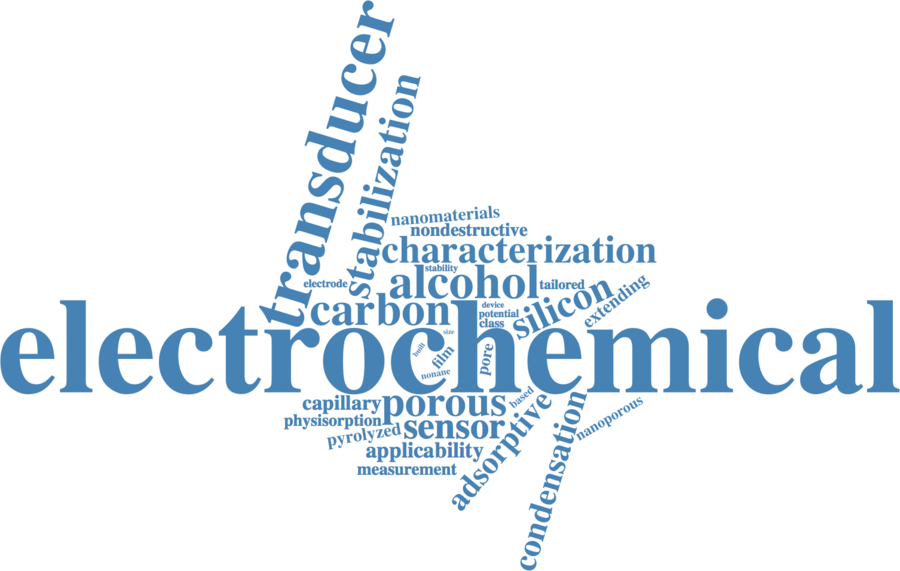 transducer
stabilization
nanomaterials
nondestructive
characterization
stability
alcohol
electrode
tailored
silicon
extending
carbon
device
potential
class
electrochemical
size
built
film
pore
nonane
capillary
porous
based
physisorption
sensor
pyrolyzed
adsorptive
condensation
nanoporous
applicability
measurement